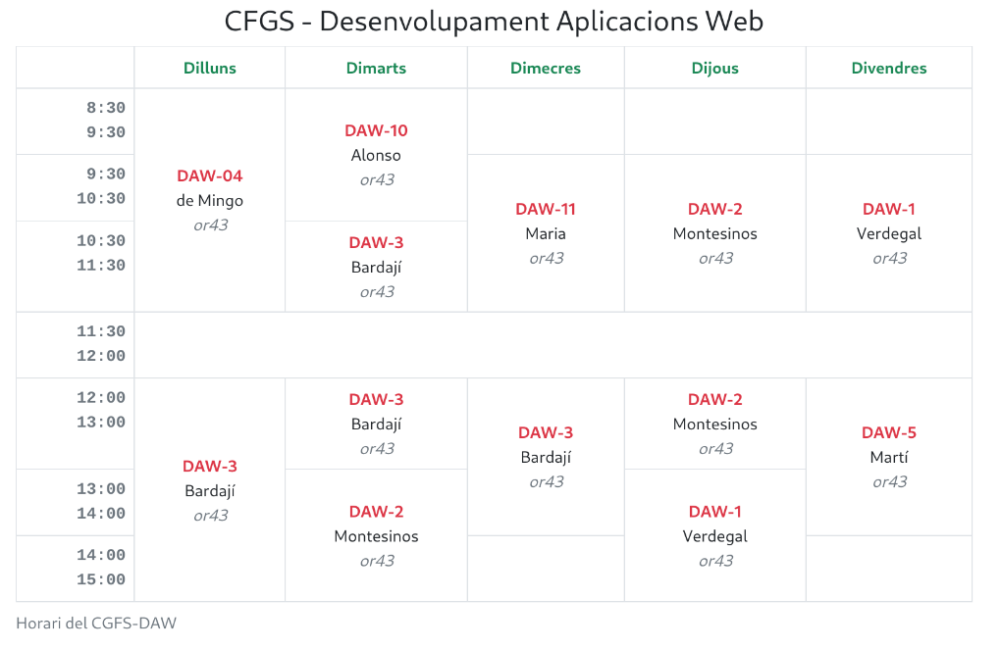 CFGS - Desenvolupament Aplicacions Web
Dilluns Dimarts Dimecres Dijous Divendres
8:30
9:30
DAW-04
de Mingo
or43
DAW-10
Alonso
or43
9:30
10:30
DAW-11
Maria
or43
DAW-2
Montesinos
or43
DAW-1
Verdegal
or43
10:30
11:30
DAW-3
Bardají
or43
11:30
12:00
12:00
13:00
DAW-3
Bardají
or43
DAW-3
Bardají
or43
DAW-3
Bardají
or43
DAW-2
Montesinos
or43
DAW-5
Martí
or43
13:00
14:00
DAW-2
Montesinos
or43
DAW-1
Verdegal
or43
14:00
15:00
Horari del CGFS-DAW